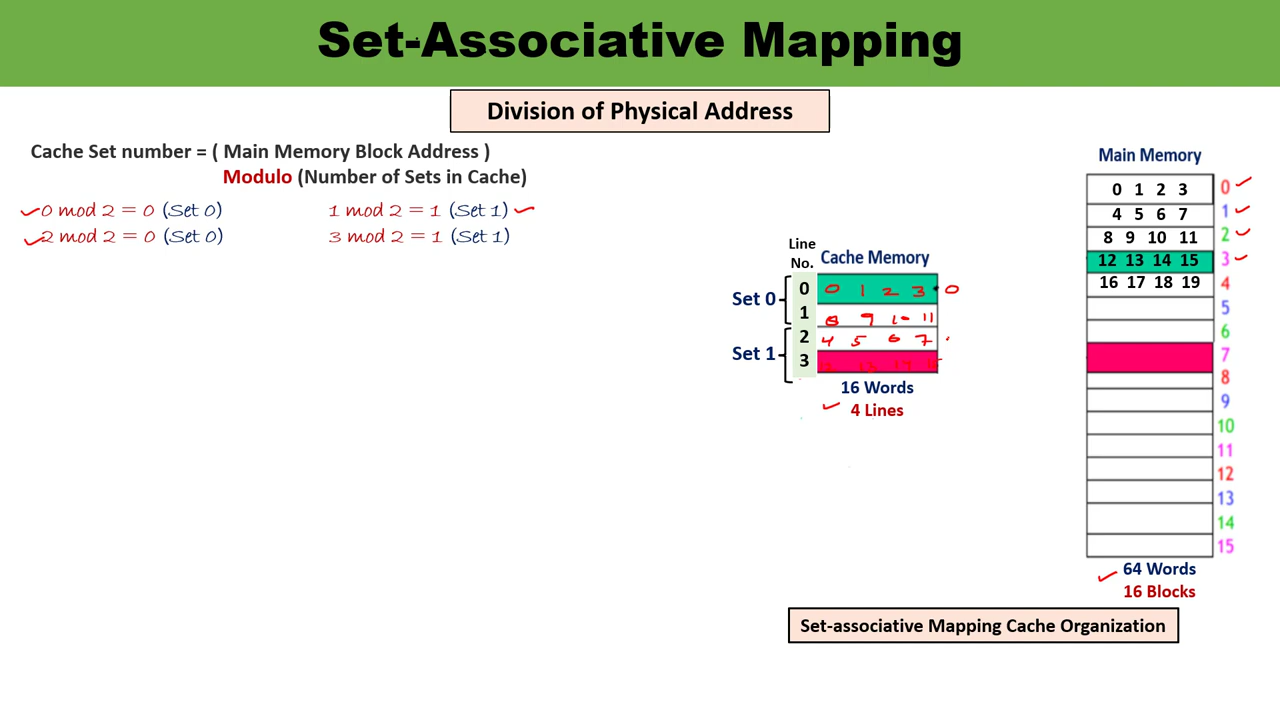 Set-Associative Mapping
Division of Physical Address
Cache Set number = ( Main Memory Block Address )
Modulo (Number of Sets in Cache)
0 mod 2 = 0 (Set 0)
1 mod 2 = 1 (Set 1)
2 mod 2 = 0 (Set 0)
3 mod 2 = 1 (Set 1)
Line
No.
Cache Memory
Set 0
0 0 1 2 3 0
1 8 9 10 11
Set 1
2 4 5 6 7
3
16 Words
4 Lines
Main Memory
0 1 2 3 0
4 5 6 7 1
8 9 10 11 2
12 13 14 15 3
16 17 18 19 4
5
6
7
8
9
10
11
12
13
14
15
64 Words
16 Blocks
Set-associative Mapping Cache Organization